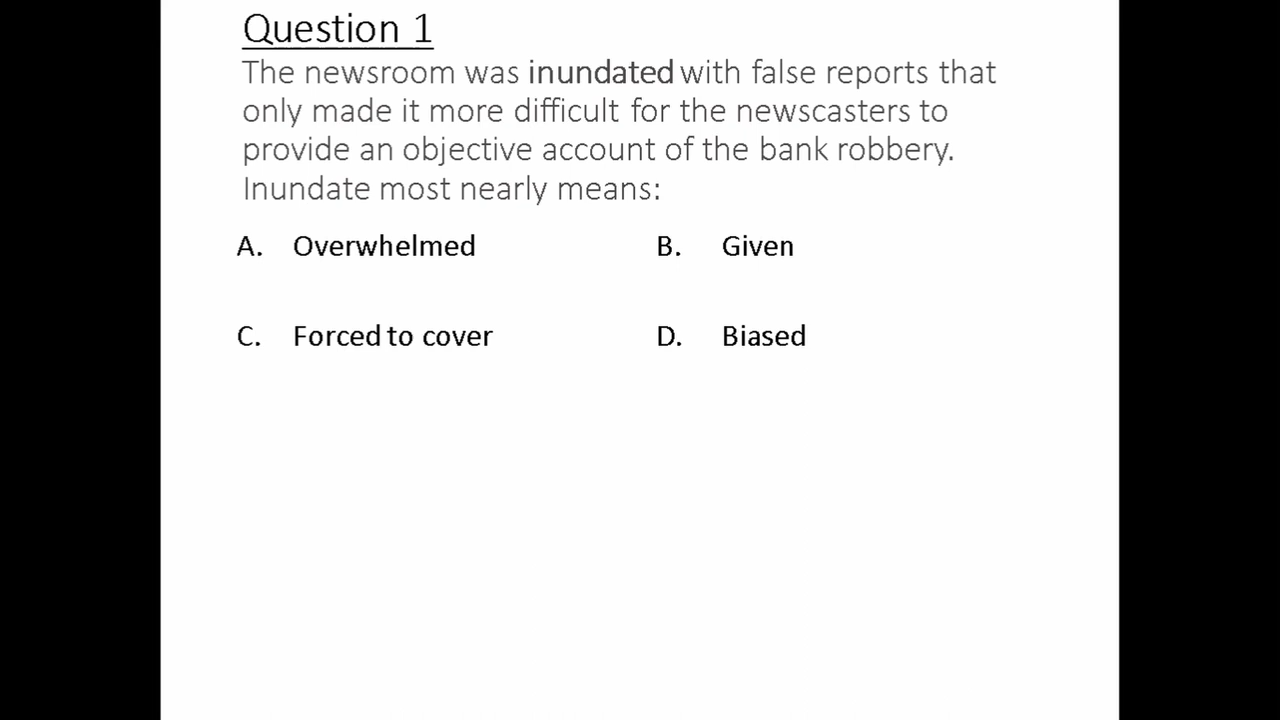 Question 1
The newsroom was inundated with false reports that
only made it more difficult for the newscasters to
provide an objective account of the bank robbery.
Inundate most nearly means:
A. Overwhelmed B. Given
C. Forced to cover D. Biased